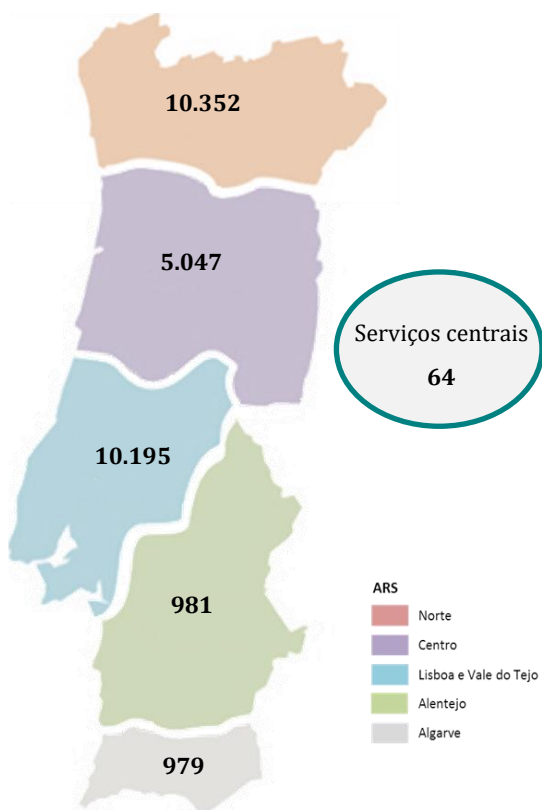 10.352
5.047
Serviços centrais
64
10.195
981
979
ARS
Norte
Centro
Lisboa e Vale do Tejo
Alentejo
Algarve